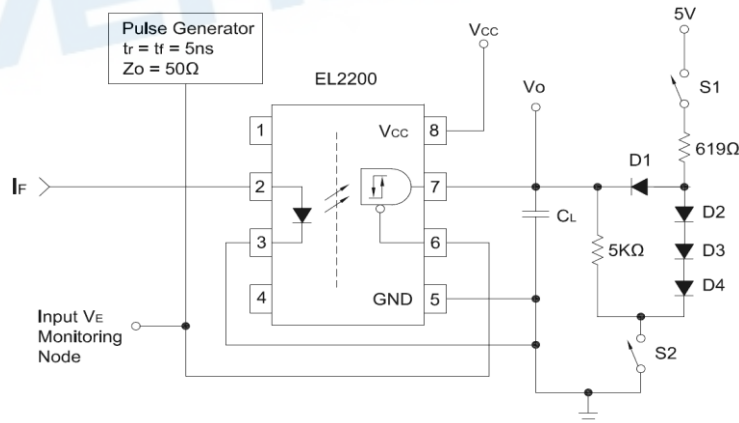 Pulse Generator
tr = tf = 5ns
Zo = 50Ω
EL2200
Vcc
5V
S1
Vo
619Ω
1
Vcc
8
D1
IF
2
7
D2
CL
5KΩ
D3
3
6
D4
4
GND
5
Input VE
Monitoring
Node
S2